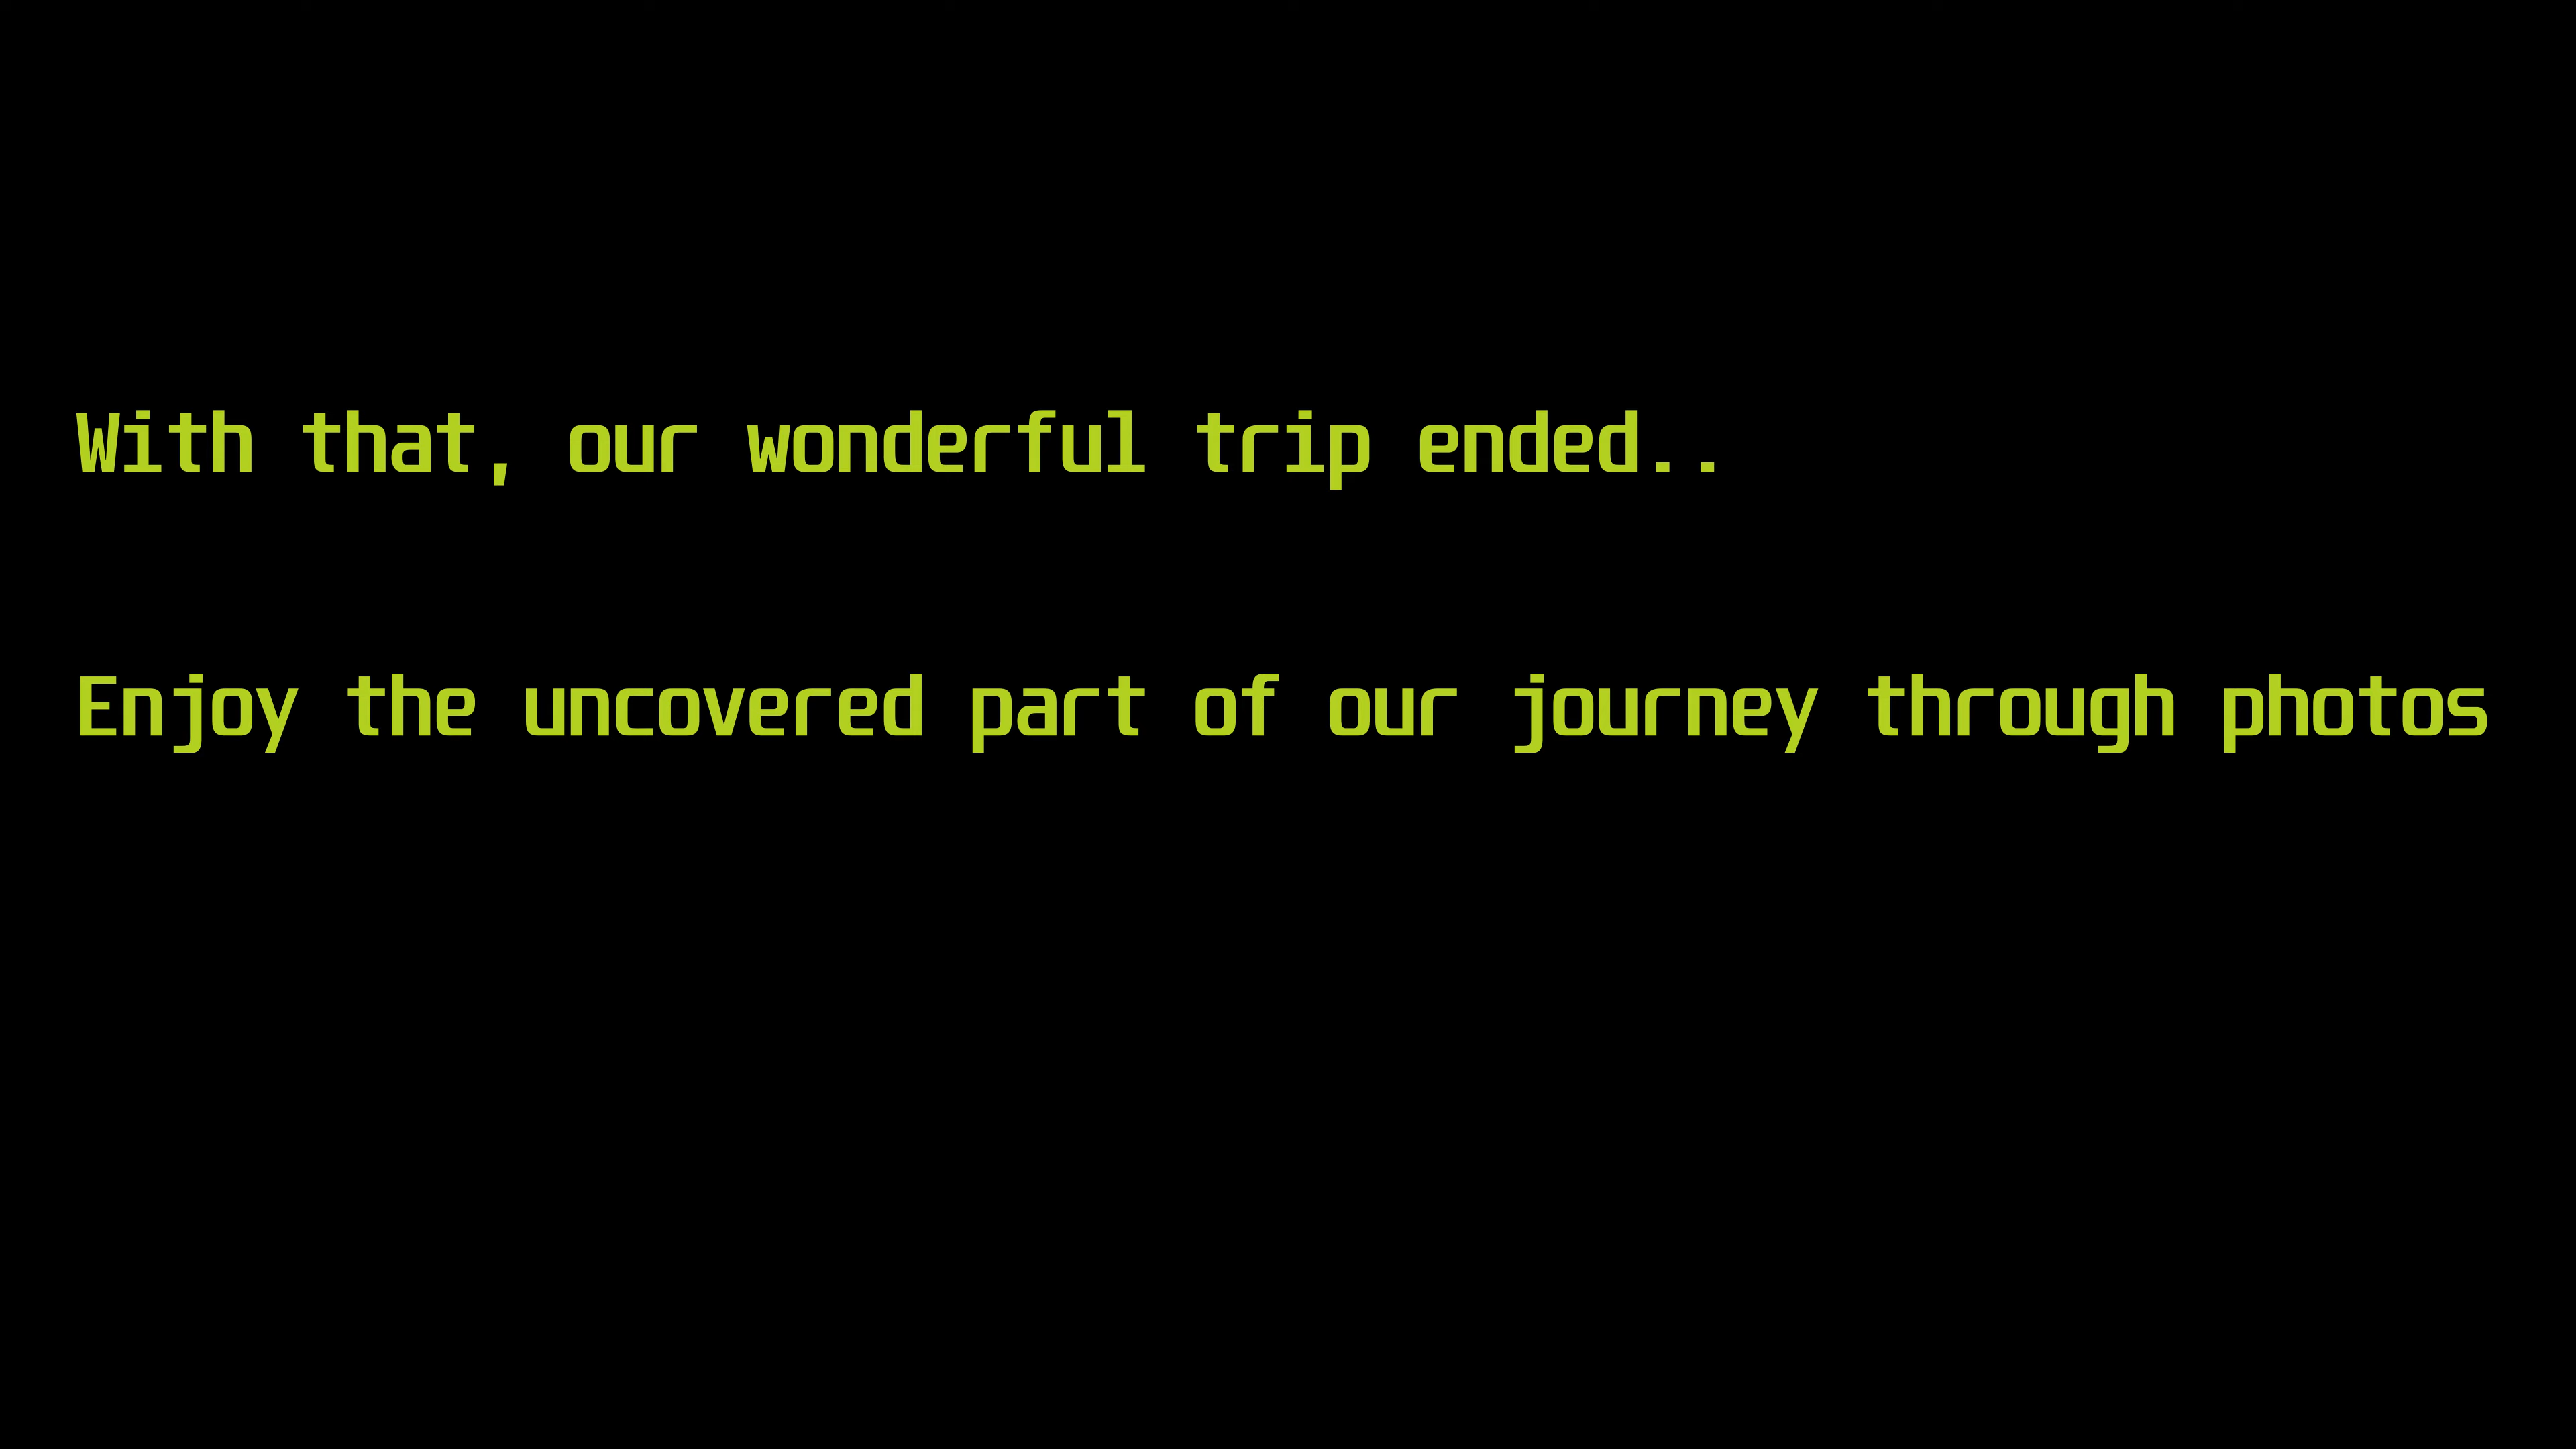 With that, our wonderful trip ended..
Enjoy the uncovered part of our journey through photos